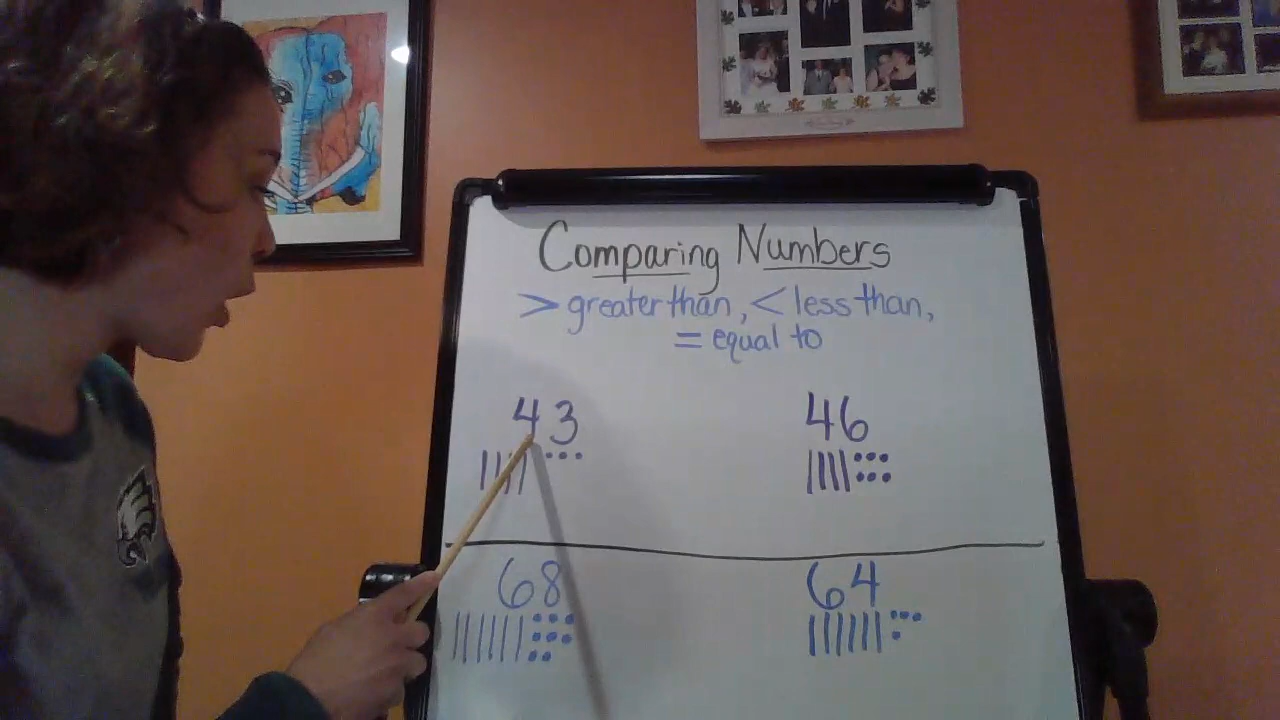 Comparing Numbers
> greater than, < less than,
= equal to
43 46
68 64